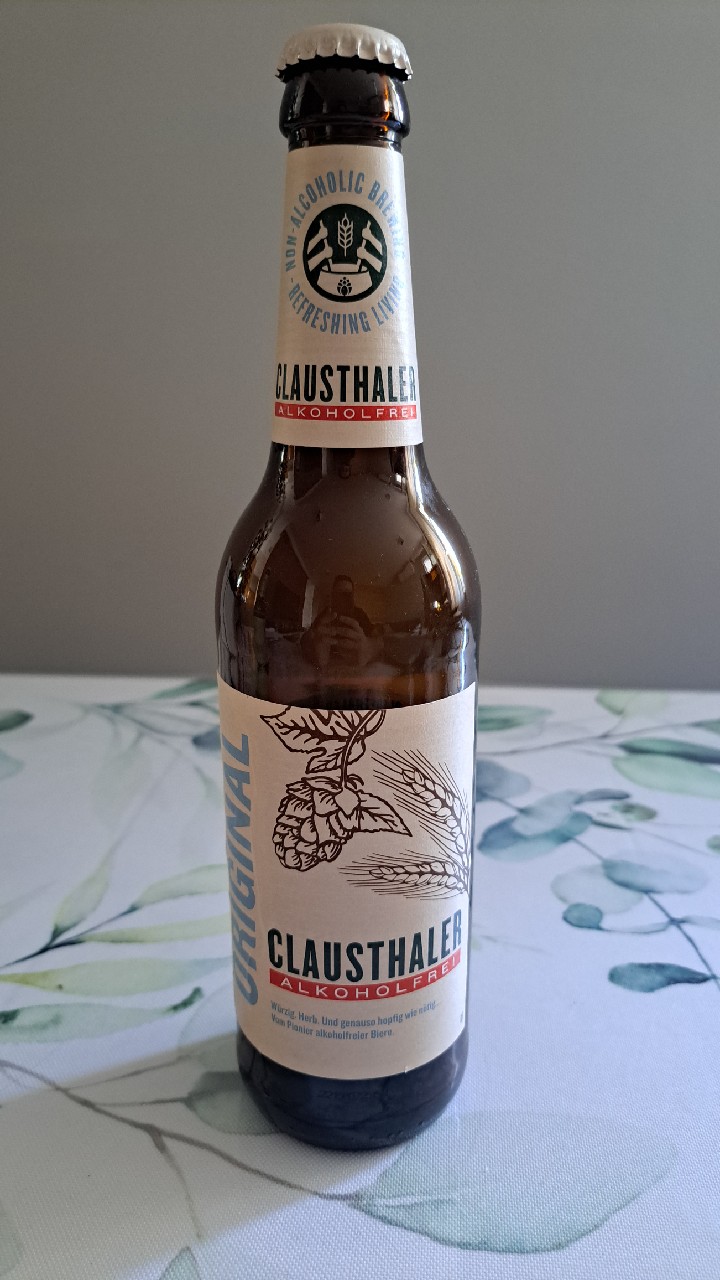 NON-ALCOHOLIC BREWING
REFRESHING LIVING
CLAUSTHALER
ALKOHOLFREI
ORIGINAL
CLAUSTHALER
ALKOHOLFREI
Würzig. Herb. Und genauso hopfig wie nötig...
Vom Pionier alkoholfreier Biere.